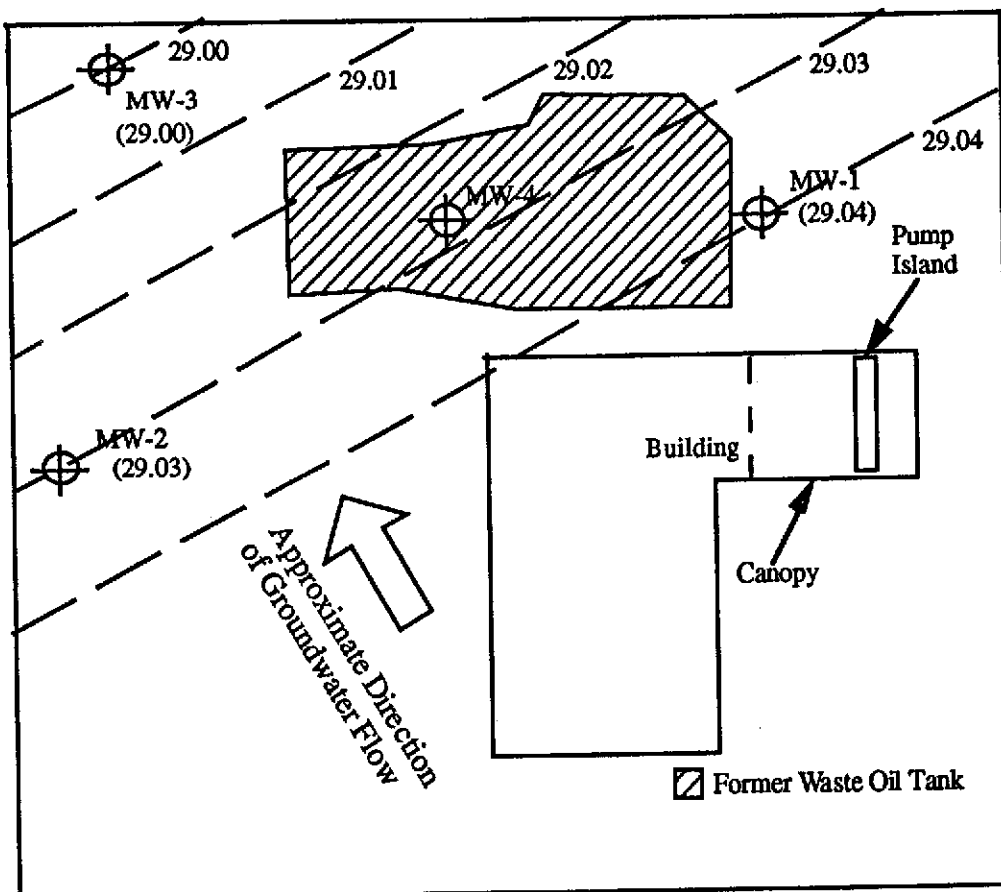 29.00
29.01
29.02
29.03
29.04
MW-3
(29.00)
MW-4
MW-1
(29.04)
Pump
Island
MW-2
(29.03)
Building
Canopy
Approximate Direction
of Groundwater Flow
Former Waste Oil Tank